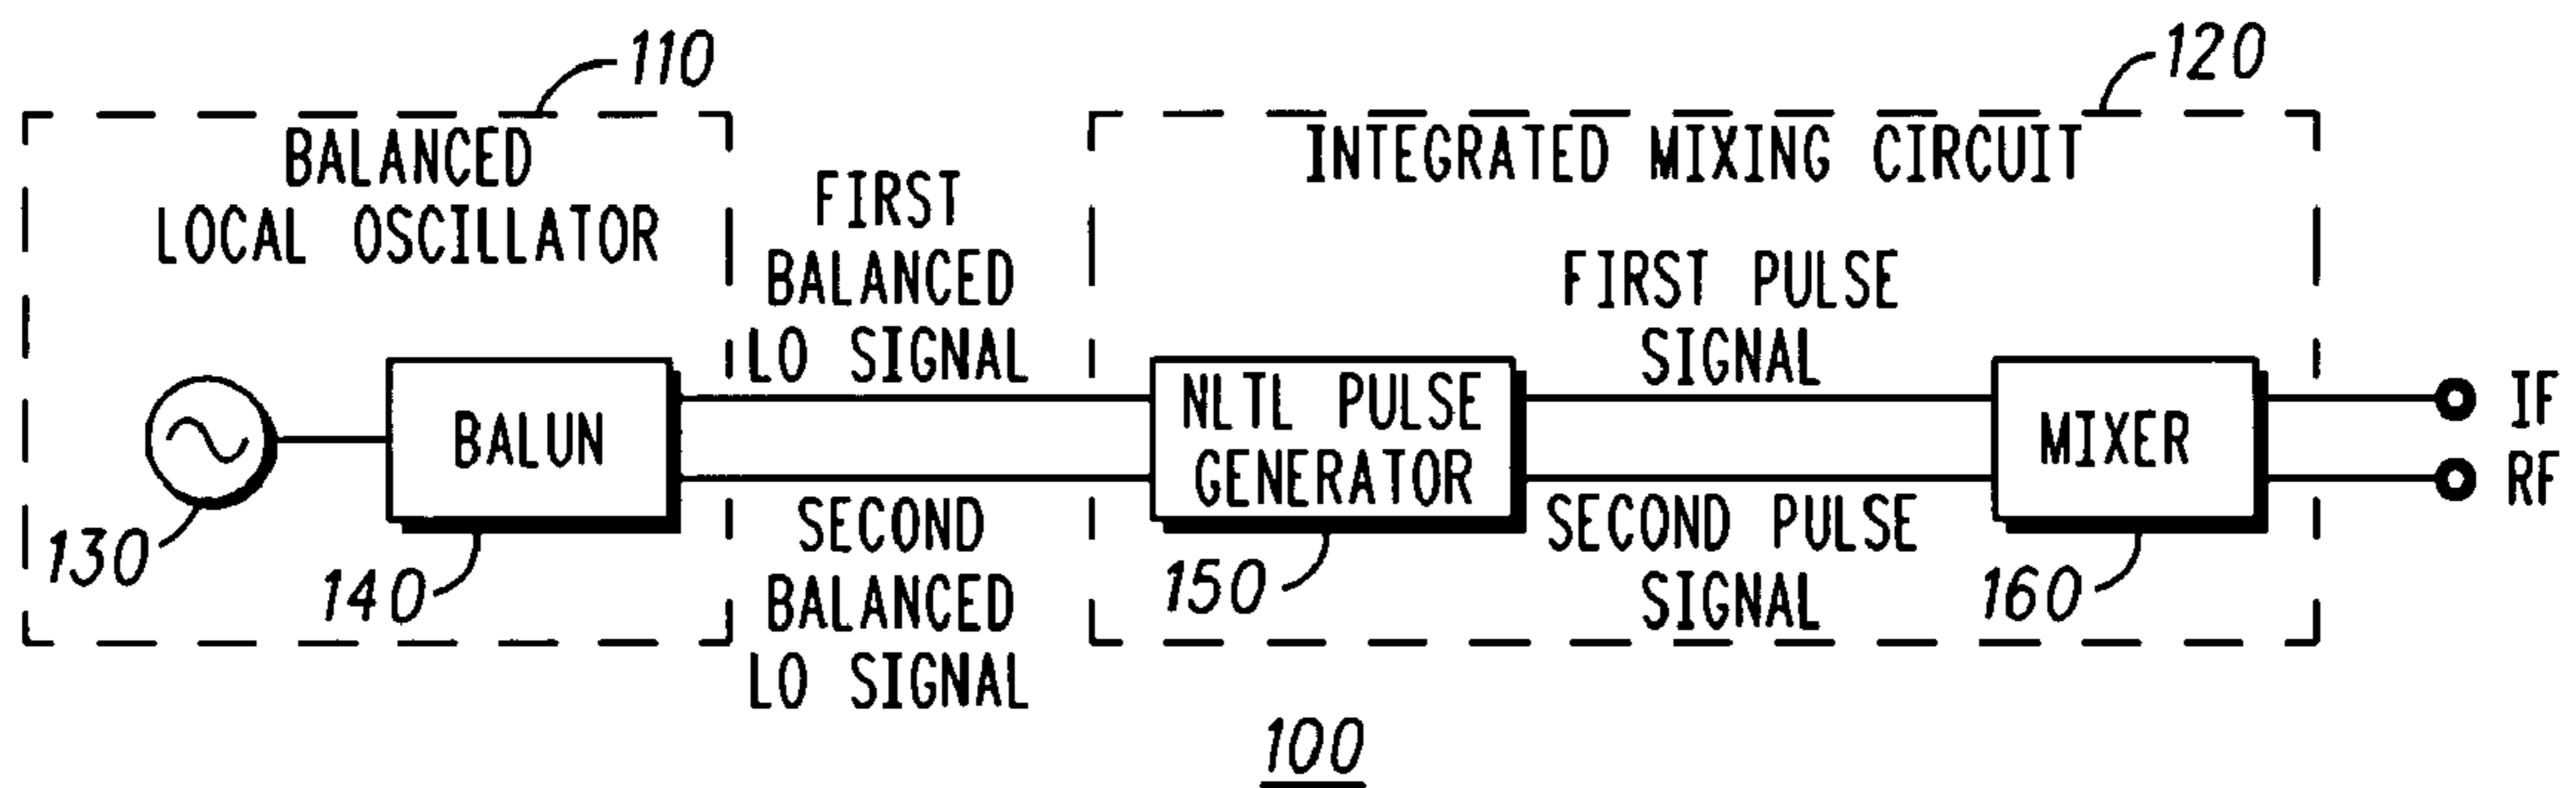 110
120
BALANCED
LOCAL OSCILLATOR
INTEGRATED MIXING CIRCUIT
FIRST
BALANCED
LO SIGNAL
FIRST PULSE
SIGNAL
BALUN
NLTL PULSE
GENERATOR
MIXER
IF
RF
SECOND
BALANCED
LO SIGNAL
SECOND PULSE
SIGNAL
130
140
150
160
100